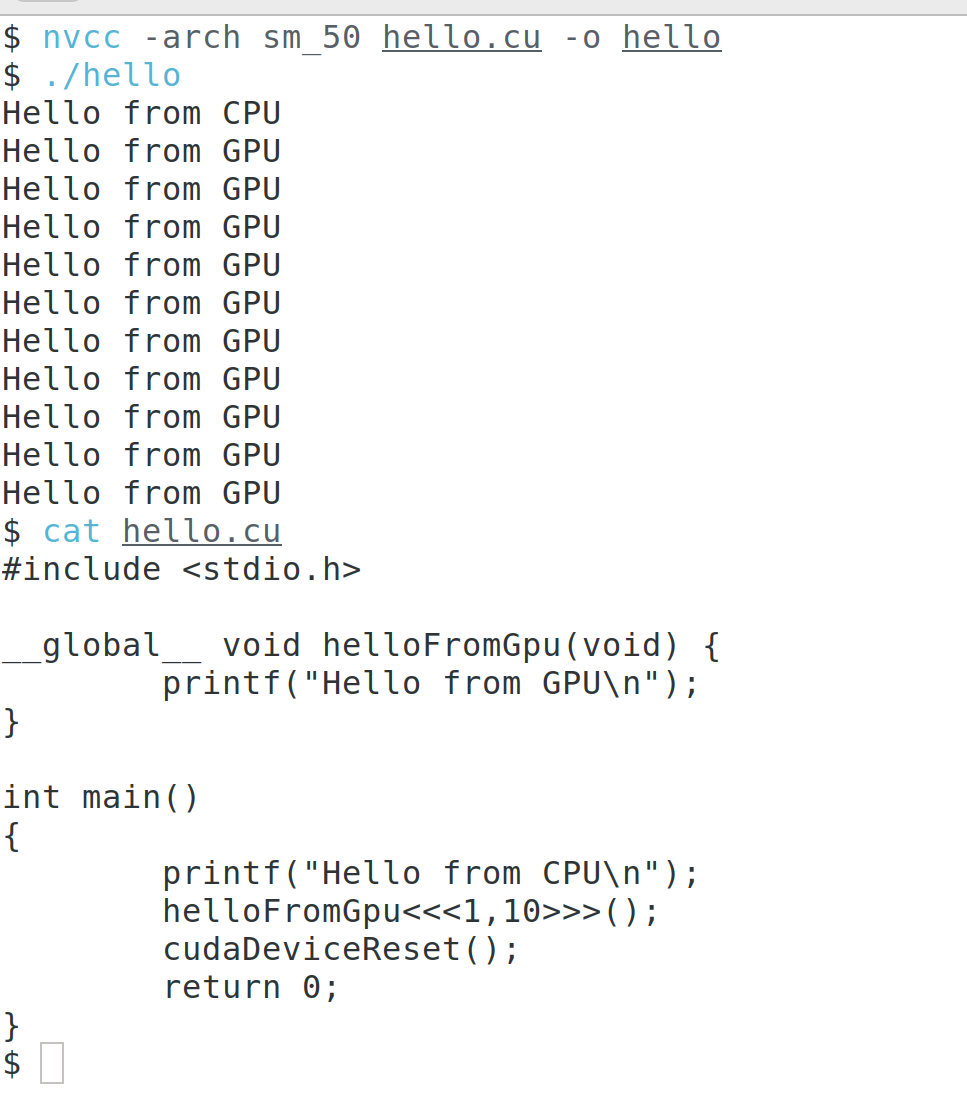 $ nvcc -arch sm_50 hello.cu -o hello
$ ./hello
Hello from CPU
Hello from GPU
Hello from GPU
Hello from GPU
Hello from GPU
Hello from GPU
Hello from GPU
Hello from GPU
Hello from GPU
Hello from GPU
Hello from GPU
$ cat hello.cu
#include <stdio.h>

__global__ void helloFromGpu(void) {
        printf("Hello from GPU\n");
}

int main()
{
        printf("Hello from CPU\n");
        helloFromGpu<<<1,10>>>();
        cudaDeviceReset();
        return 0;
}
$